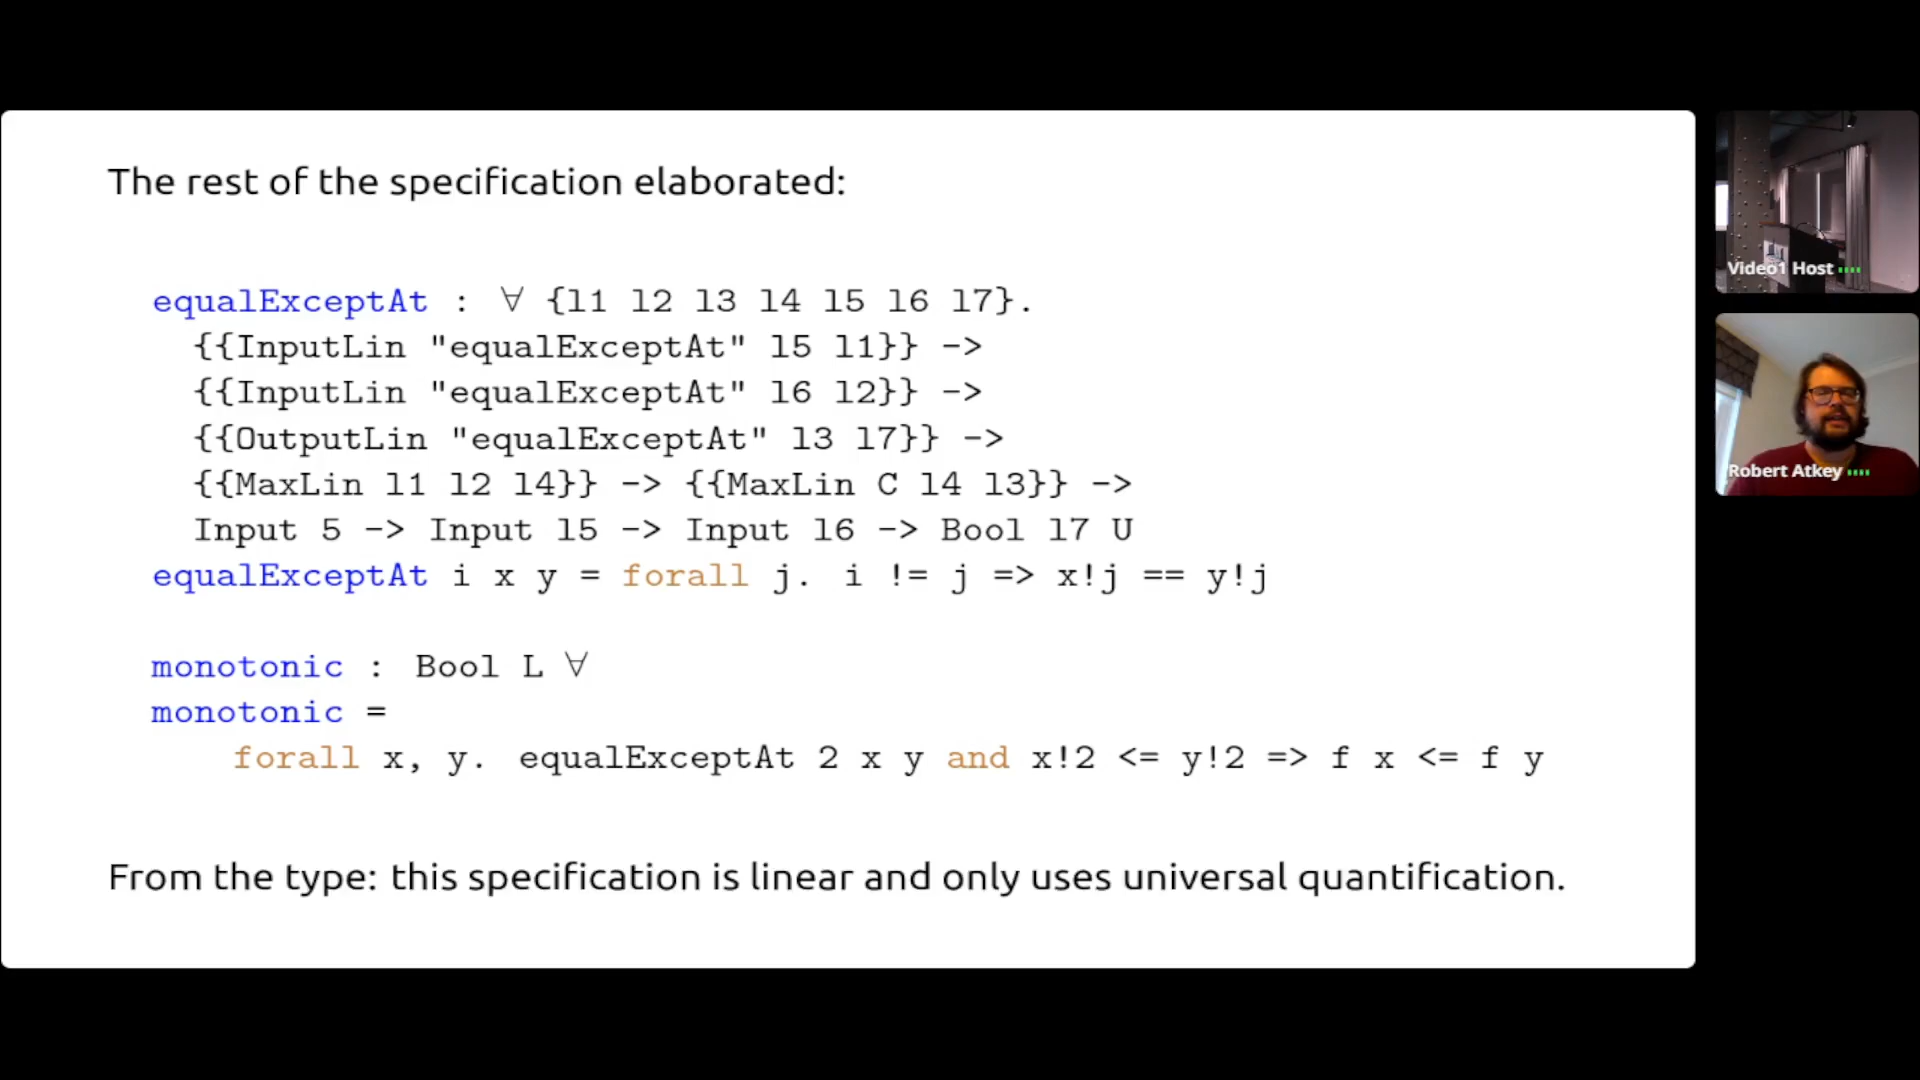 The rest of the specification elaborated:
equalExceptAt : ∀ {l1 l2 l3 l4 l5 l6 l7}.
{{InputLin "equalExceptAt" l5 l1}} ->
{{InputLin "equalExceptAt" l6 l2}} ->
{{OutputLin "equalExceptAt" l3 l7}} ->
{{MaxLin l1 l2 l4}} -> {{MaxLin C l4 l3}} ->
Input 5 -> Input l5 -> Input l6 -> Bool l7 U
equalExceptAt i x y = forall j. i != j => x!j == y!j
monotonic : Bool L ∀
monotonic =
forall x, y. equalExceptAt 2 x y and x!2 <= y!2 => f x <= f y
From the type: this specification is linear and only uses universal quantification.
Video1 Host
Robert Atkey